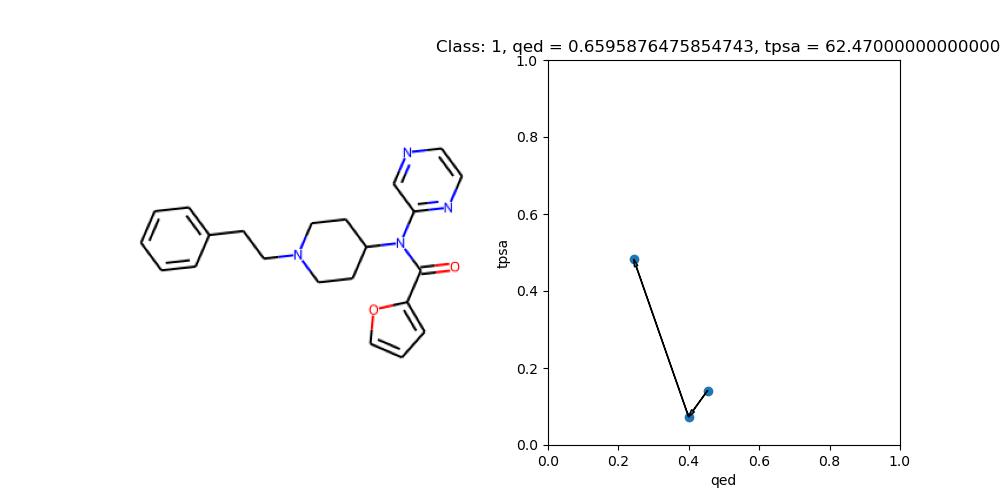 Class: 1, qed = 0.6595876475854743, tpsa = 62.47000000000000
1.0
0.8
0.6
0.4
0.2
0.0
tpsa
0.0 0.2 0.4 0.6 0.8 1.0
qed
N
N
N
N
O
O